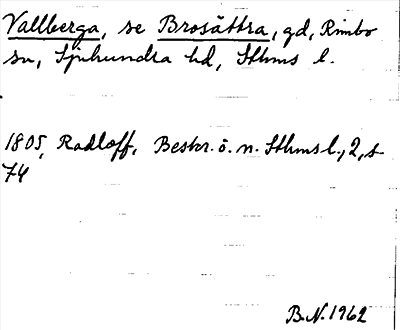 Vallberga, se Brosättra, gd, Rimbo
sn, Sjuhundra hd, Sthms l.
1805, Radloff, Beskr. ö. n. Sthms l., 2, s
74
B.N. 1962